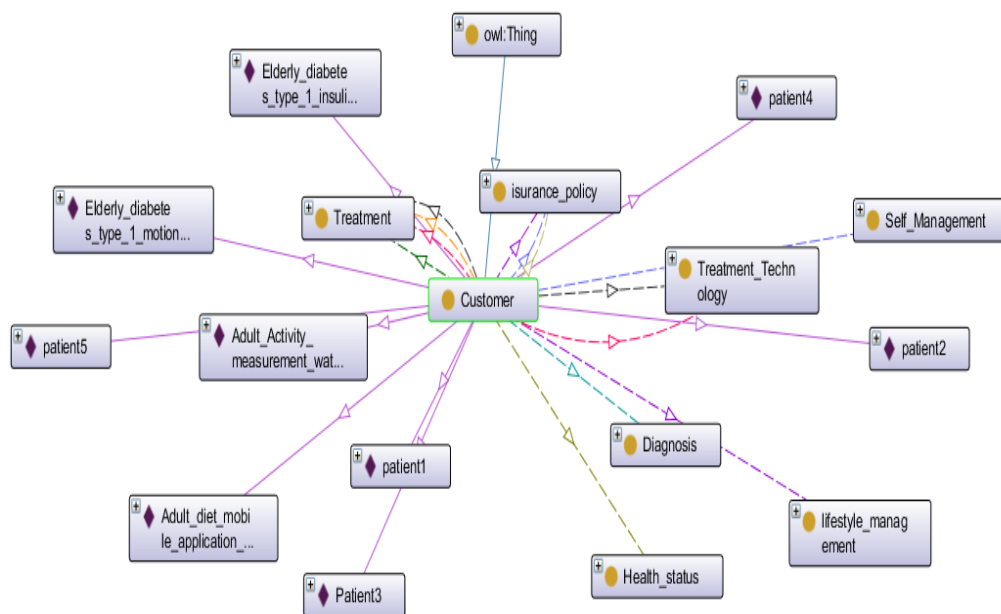 owl:Thing
Elderly_diabete
s_type_1_insuli...
patient4
isurance_policy
Treatment
Elderly_diabete
s_type_1_motion...
Self_Management
Treatment_Techn
ology
Customer
patient5
Adult_Activity_
measurement_wat...
patient2
Diagnosis
patient1
Adult_diet_mobi
le_application_...
lifestyle_manag
ement
Health_status
Patient3